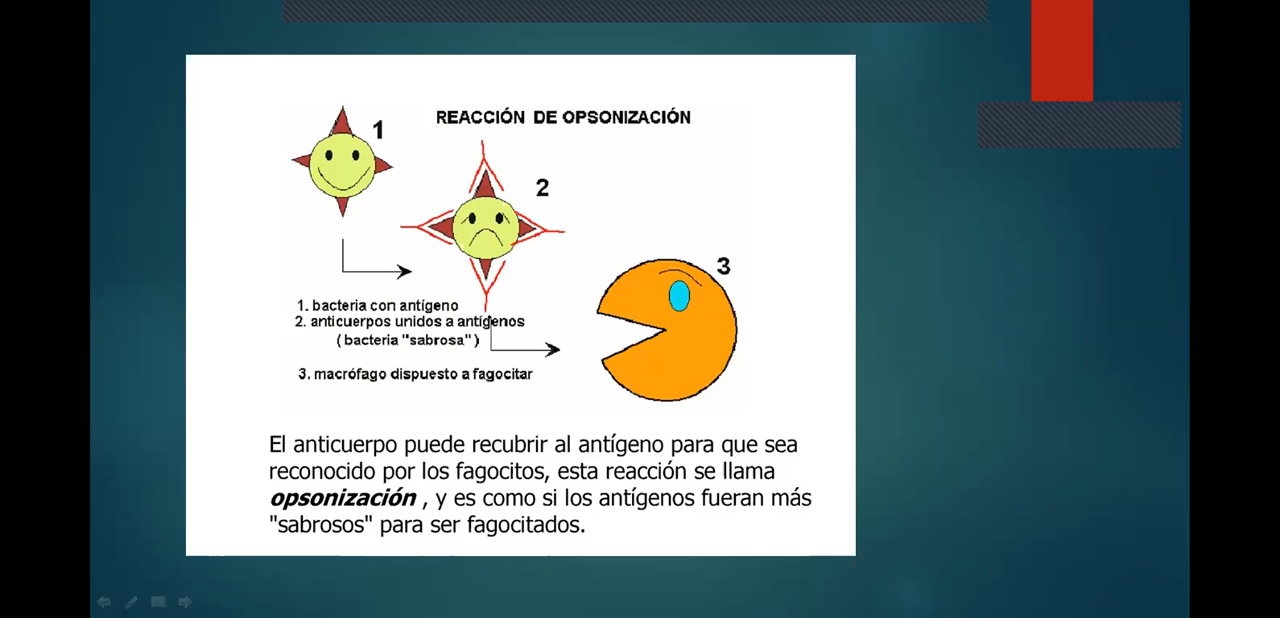 REACCIÓN DE OPSONIZACIÓN
1
2
3
1. bacteria con antígeno
2. anticuerpos unidos a antígenos
( bacteria "sabrosa" )
3. macrófago dispuesto a fagocitar
El anticuerpo puede recubrir al antígeno para que sea
reconocido por los fagocitos, esta reacción se llama
opsonización , y es como si los antígenos fueran más
"sabrosos" para ser fagocitados.